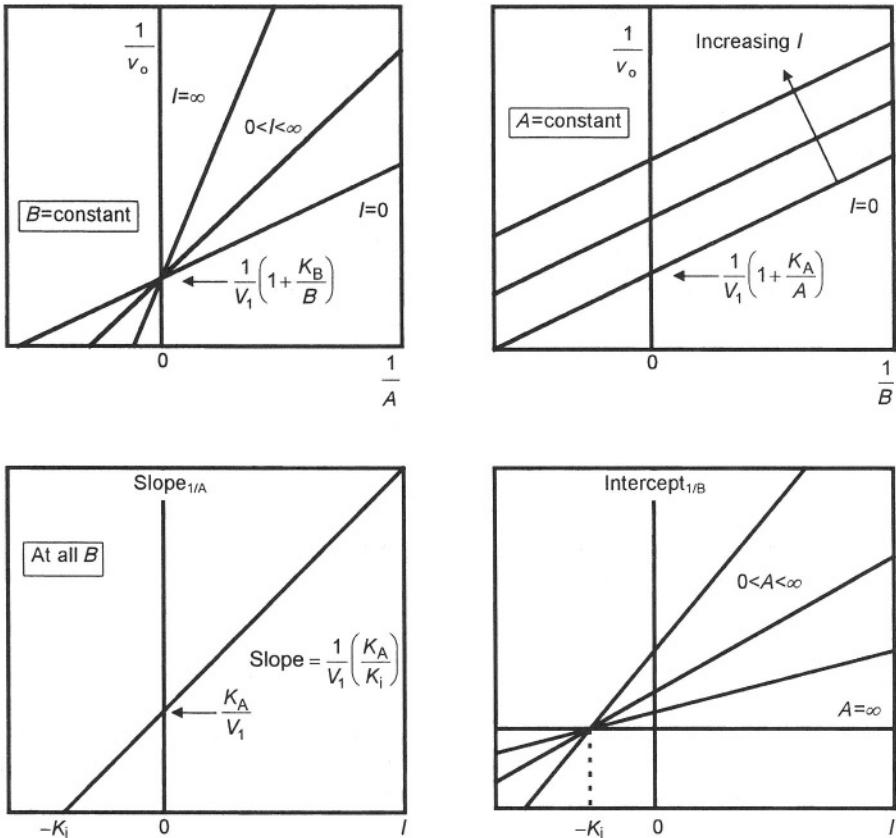 1/v₀
I=∞
0<I<∞
B=constant
I=0
1/V₁(1+K_B/B)
0
1/A
1/v₀
Increasing I
A=constant
I=0
1/V₁(1+K_A/A)
0
1/B
Slope₁/A
At all B
Slope = 1/V₁(K_A/K_i)
K_A/V₁
−K_i
0
I
Intercept₁/B
0<A<∞
A=∞
−K_i
0
I